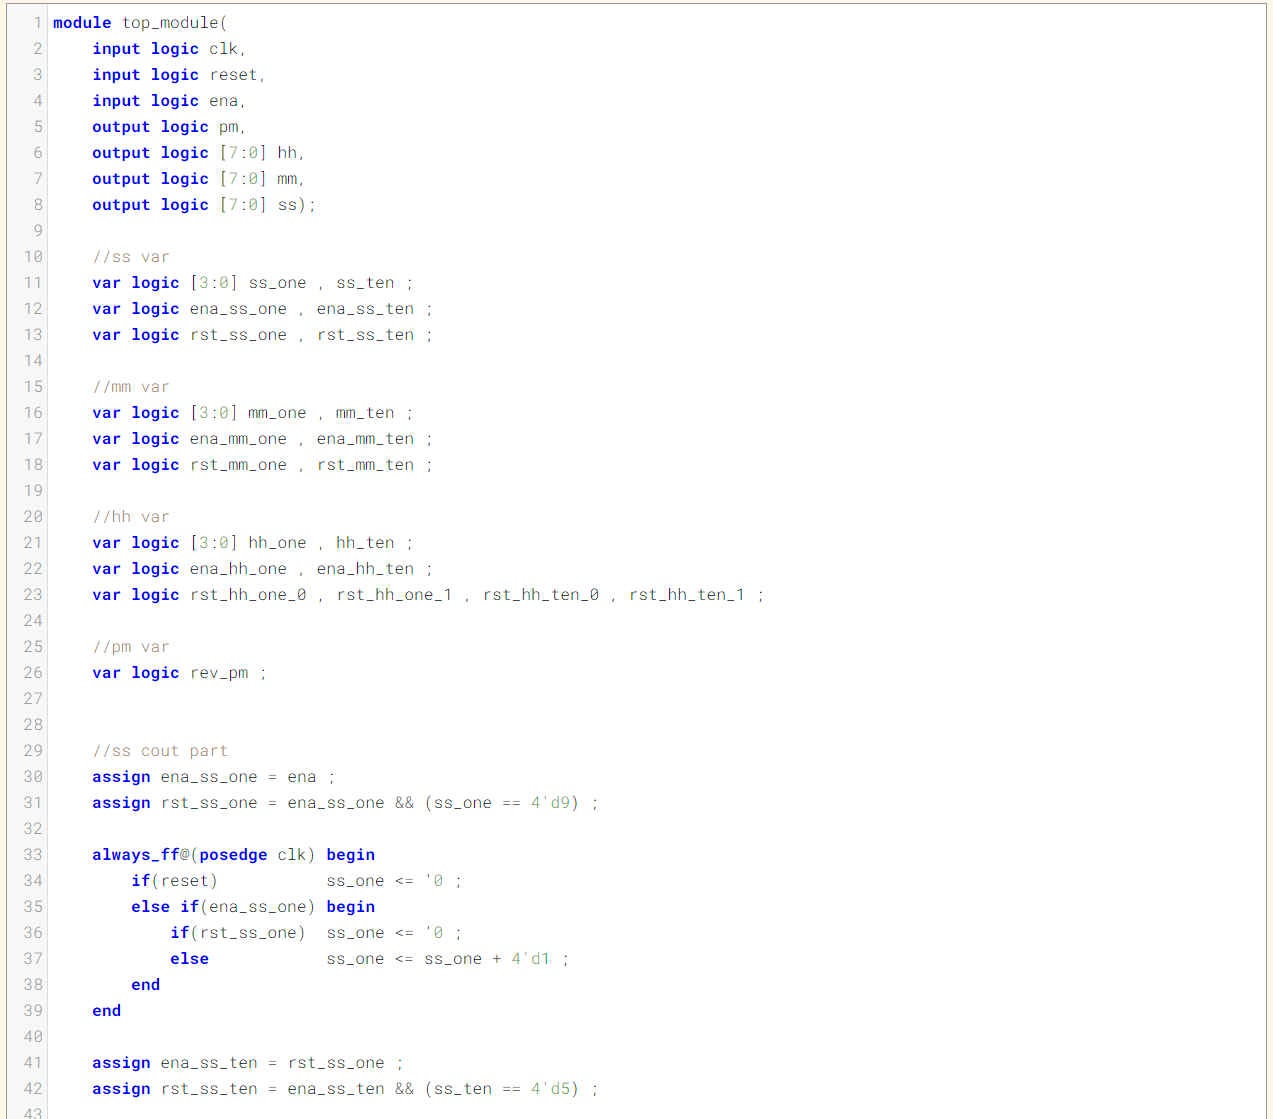 1 module top_module(
2     input logic clk,
3     input logic reset,
4     input logic ena,
5     output logic pm,
6     output logic [7:0] hh,
7     output logic [7:0] mm,
8     output logic [7:0] ss);
9
10     //ss var
11     var logic [3:0] ss_one , ss_ten ;
12     var logic ena_ss_one , ena_ss_ten ;
13     var logic rst_ss_one , rst_ss_ten ;
14
15     //mm var
16     var logic [3:0] mm_one , mm_ten ;
17     var logic ena_mm_one , ena_mm_ten ;
18     var logic rst_mm_one , rst_mm_ten ;
19
20     //hh var
21     var logic [3:0] hh_one , hh_ten ;
22     var logic ena_hh_one , ena_hh_ten ;
23     var logic rst_hh_one_0 , rst_hh_one_1 , rst_hh_ten_0 , rst_hh_ten_1 ;
24
25     //pm var
26     var logic rev_pm ;
27
28
29     //ss cout part
30     assign ena_ss_one = ena ;
31     assign rst_ss_one = ena_ss_one && (ss_one == 4'd9) ;
32
33     always_ff@(posedge clk) begin
34         if(reset)           ss_one <= '0 ;
35         else if(ena_ss_one) begin
36             if(rst_ss_one)  ss_one <= '0 ;
37             else            ss_one <= ss_one + 4'd1 ;
38         end
39     end
40
41     assign ena_ss_ten = rst_ss_one ;
42     assign rst_ss_ten = ena_ss_ten && (ss_ten == 4'd5) ;
43